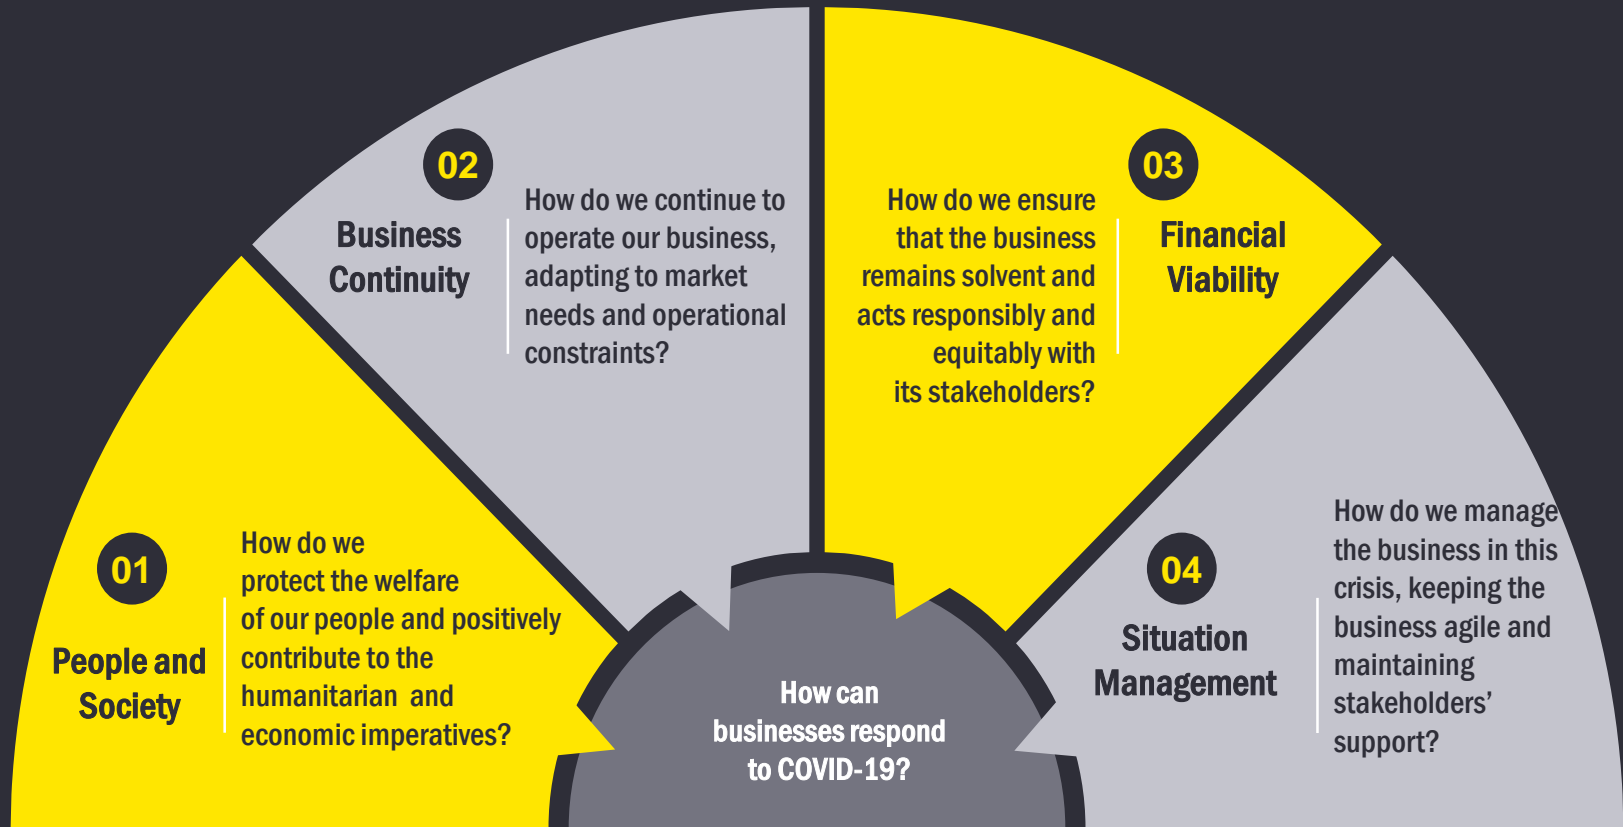 01
People and
Society
How do we
protect the welfare
of our people and positively
contribute to the
humanitarian and
economic imperatives?
02
Business
Continuity
How do we continue to
operate our business,
adapting to market
needs and operational
constraints?
03
Financial
Viability
How do we ensure
that the business
remains solvent and
acts responsibly and
equitably with
its stakeholders?
04
Situation
Management
How do we manage
the business in this
crisis, keeping the
business agile and
maintaining
stakeholders’
support?
How can
businesses respond
to COVID-19?